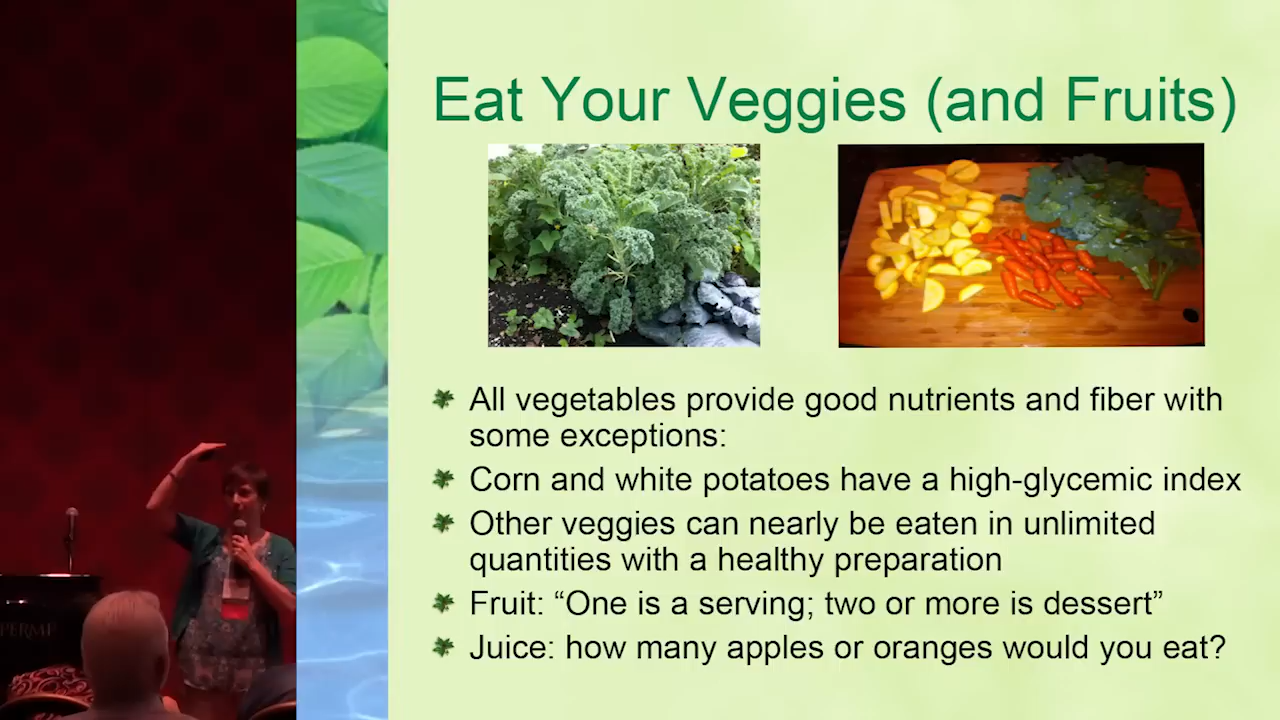 Eat Your Veggies (and Fruits)
All vegetables provide good nutrients and fiber with
some exceptions:
Corn and white potatoes have a high-glycemic index
Other veggies can nearly be eaten in unlimited
quantities with a healthy preparation
Fruit: “One is a serving; two or more is dessert”
Juice: how many apples or oranges would you eat?